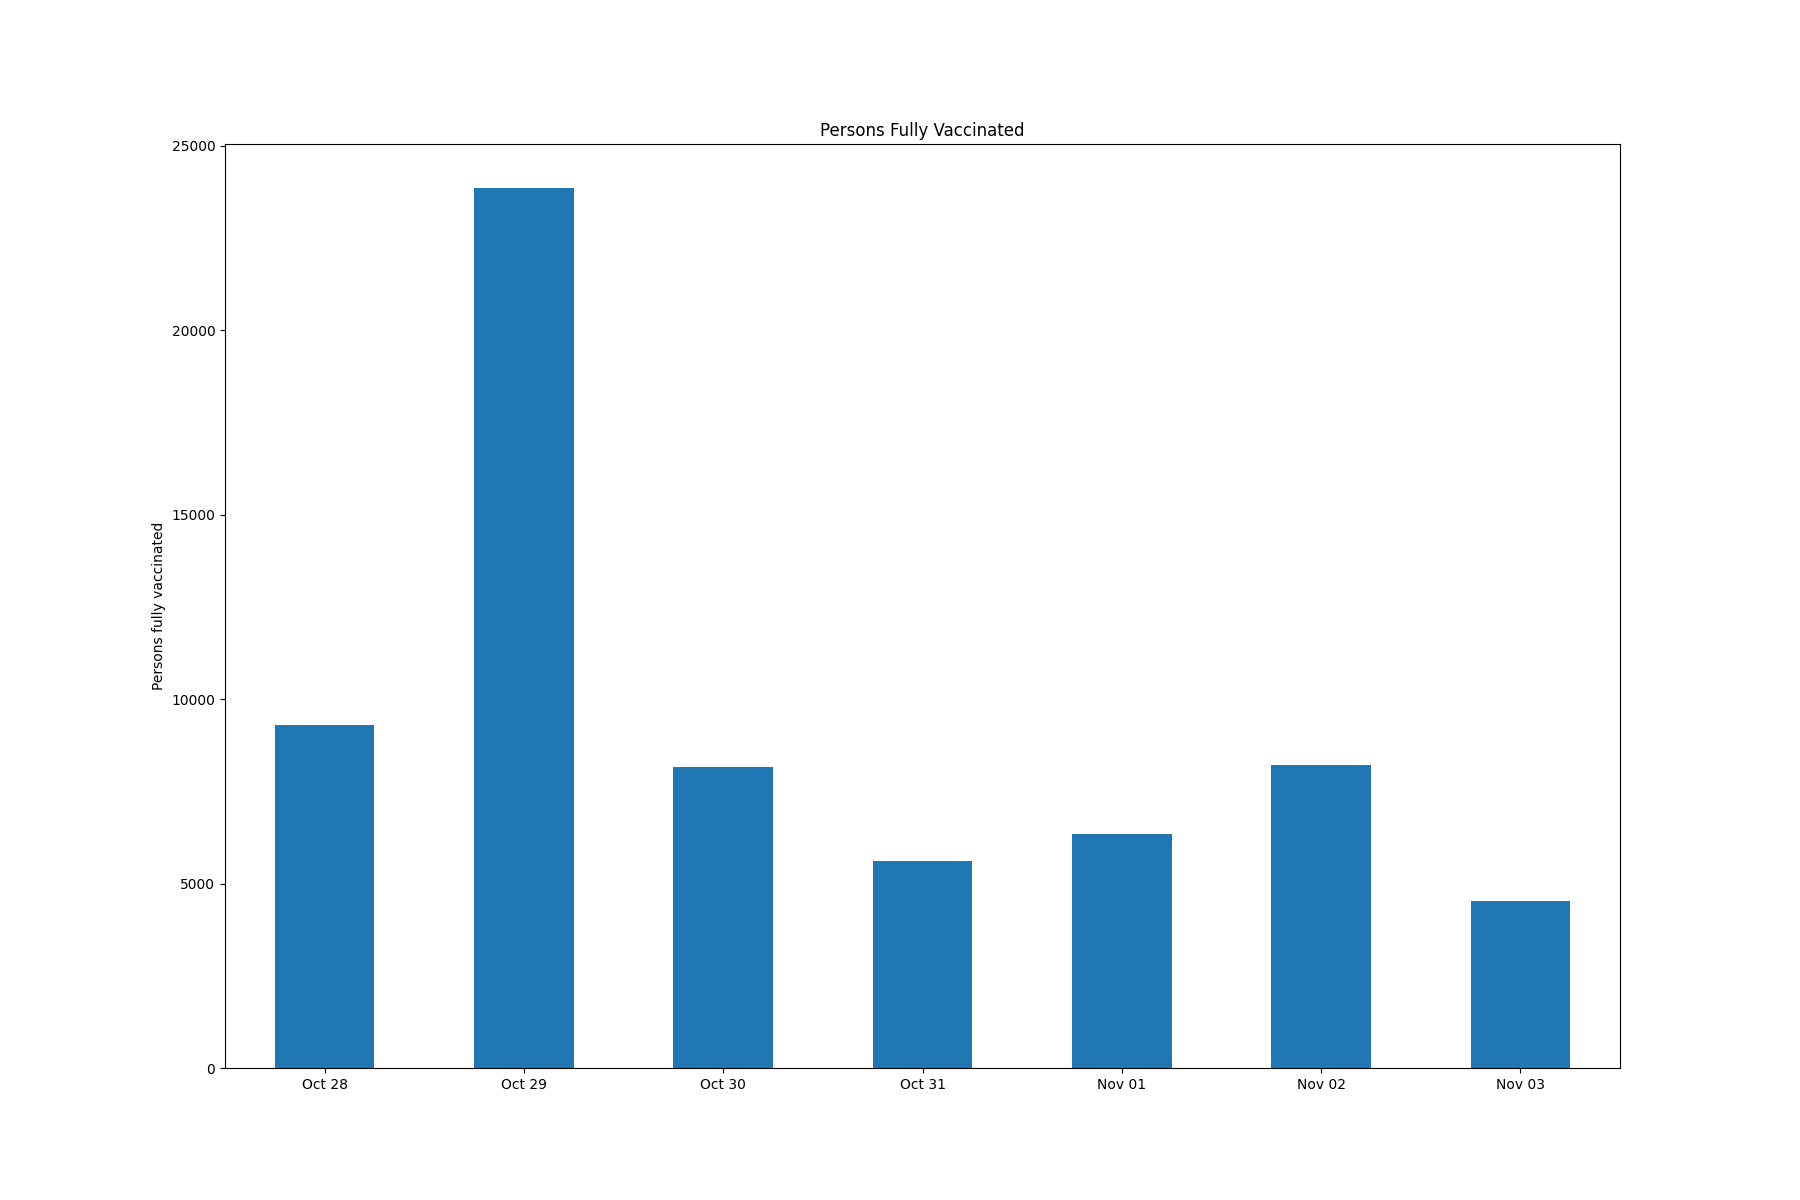 Persons Fully Vaccinated
Persons fully vaccinated
25000
20000
15000
10000
5000
0
Oct 28 Oct 29 Oct 30 Oct 31 Nov 01 Nov 02 Nov 03